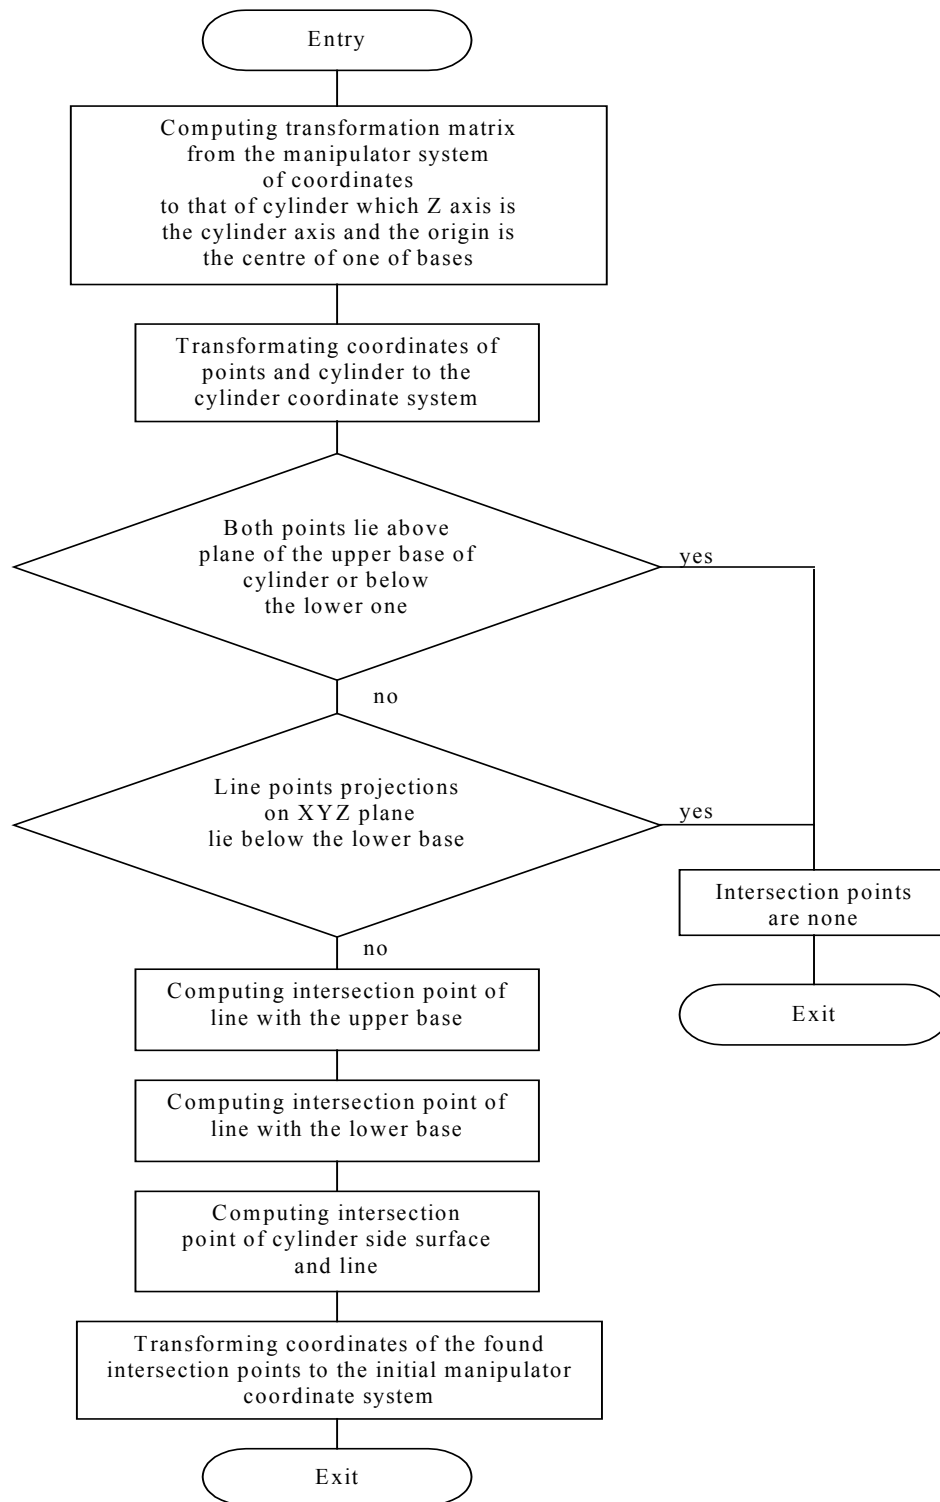 Entry
Computing transformation matrix
from the manipulator system
of coordinates
to that of cylinder which Z axis is
the cylinder axis and the origin is
the centre of one of bases
Transformating coordinates of
points and cylinder to the
cylinder coordinate system
Both points lie above
plane of the upper base of
cylinder or below
the lower one
yes
no
Line points projections
on XYZ plane
lie below the lower base
yes
Intersection points
are none
Exit
no
Computing intersection point of
line with the upper base
Computing intersection point of
line with the lower base
Computing intersection
point of cylinder side surface
and line
Transforming coordinates of the found
intersection points to the initial manipulator
coordinate system
Exit